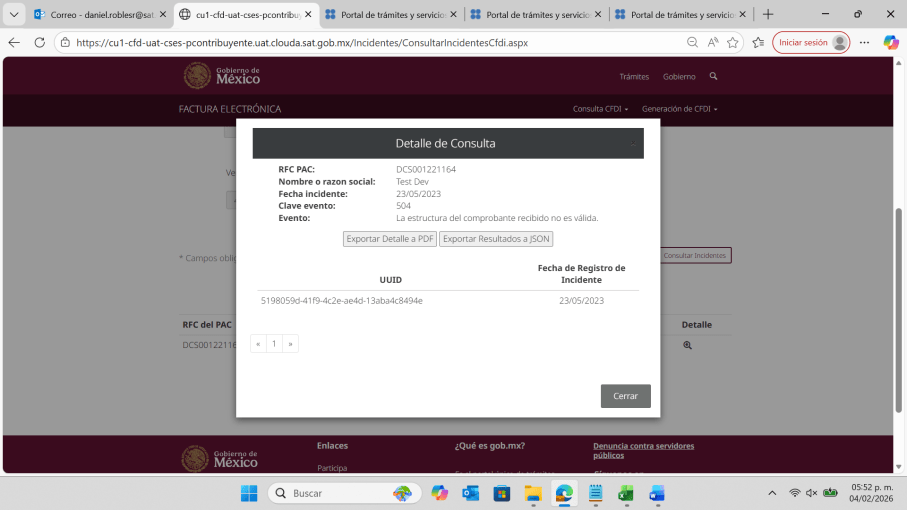 Correo - daniel.roblesr@sat
cu1-cfd-uat-cses-pcontribuy
Portal de trámites y servicio
Portal de trámites y servicio
Portal de trámites y servicio
https://cu1-cfd-uat-cses-pcontribuyente.uat.clouda.sat.gob.mx/Incidentes/ConsultarIncidentesCfdi.aspx
Iniciar sesión
Gobierno de
México
Trámites Gobierno
FACTURA ELECTRÓNICA
Consulta CFDI Generación de CFDI
Detalle de Consulta
RFC PAC: DCS001221164
Nombre o razon social: Test Dev
Fecha incidente: 23/05/2023
Clave evento: 504
Evento: La estructura del comprobante recibido no es válida.
Exportar Detalle a PDF Exportar Resultados a JSON
Ve
* Campos oblig
Consultar Incidentes
UUID Fecha de Registro de Incidente
5198059d-41f9-4c2e-ae4d-13aba4c8494e 23/05/2023
RFC del PAC Detalle
DCS00122116
« 1 »
Cerrar
Gobierno de
México
Enlaces
Participa
¿Qué es gob.mx?
Denuncia contra servidores
públicos
Buscar
05:52 p. m.
04/02/2026